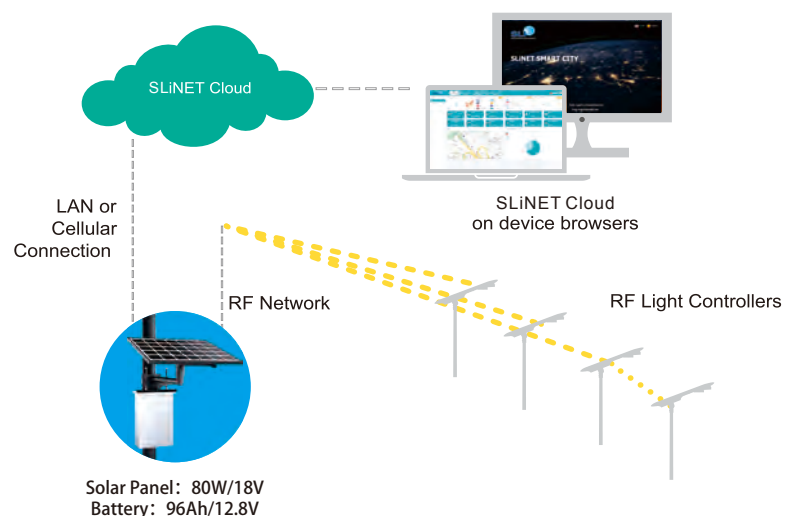 SLiNET Cloud
SLiNET SMART CITY
LAN or
Cellular
Connection
SLiNET Cloud
on device browsers
RF Network
RF Light Controllers
Solar Panel：80W/18V
Battery：96Ah/12.8V